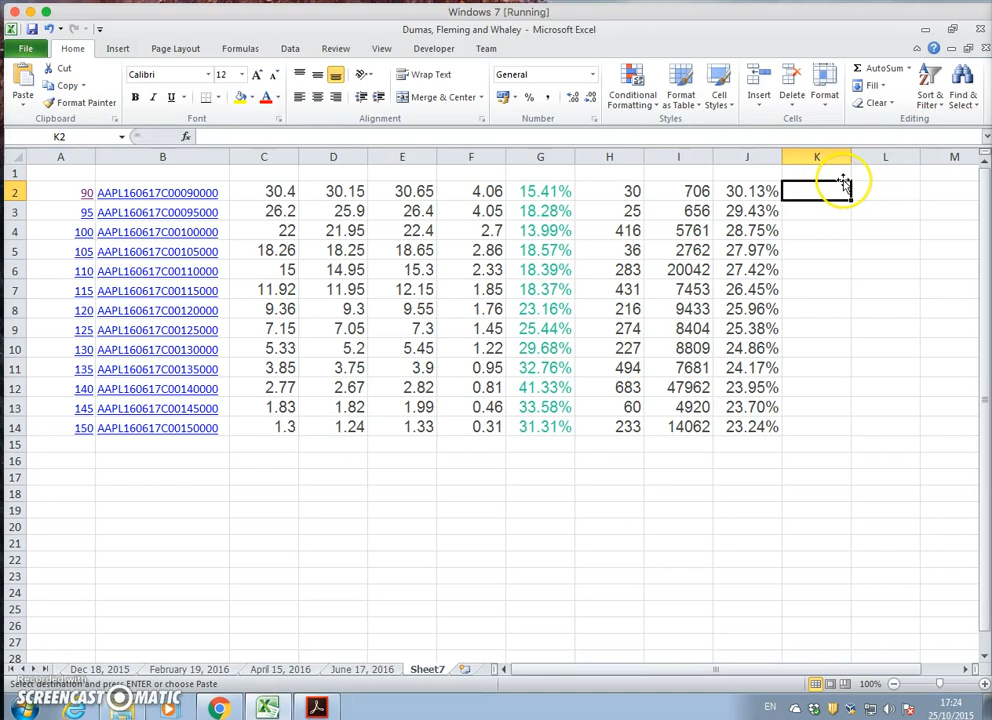 Windows 7 [Running]
Dumas, Fleming and Whaley - Microsoft Excel
File Home Insert Page Layout Formulas Data Review View Developer Team
Paste Cut Copy Format Painter Clipboard
Calibri 12 B I U Font
Wrap Text Merge & Center Alignment
General % , Number
Conditional Formatting Format as Table Cell Styles Styles
Insert Delete Format Cells
AutoSum Fill Clear Sort & Filter Find & Select Editing
K2 fx
A B C D E F G H I J K L M
1
2 90 AAPL160617C00090000 30.4 30.15 30.65 4.06 15.41% 30 706 30.13%
3 95 AAPL160617C00095000 26.2 25.9 26.4 4.05 18.28% 25 656 29.43%
4 100 AAPL160617C00100000 22 21.95 22.4 2.7 13.99% 416 5761 28.75%
5 105 AAPL160617C00105000 18.26 18.25 18.65 2.86 18.57% 36 2762 27.97%
6 110 AAPL160617C00110000 15 14.95 15.3 2.33 18.39% 283 20042 27.42%
7 115 AAPL160617C00115000 11.92 11.95 12.15 1.85 18.37% 431 7453 26.45%
8 120 AAPL160617C00120000 9.36 9.3 9.55 1.76 23.16% 216 9433 25.96%
9 125 AAPL160617C00125000 7.15 7.05 7.3 1.45 25.44% 274 8404 25.38%
10 130 AAPL160617C00130000 5.33 5.2 5.45 1.22 29.68% 227 8809 24.86%
11 135 AAPL160617C00135000 3.85 3.75 3.9 0.95 32.76% 494 7681 24.17%
12 140 AAPL160617C00140000 2.77 2.67 2.82 0.81 41.33% 683 47962 23.95%
13 145 AAPL160617C00145000 1.83 1.82 1.99 0.46 33.58% 60 4920 23.70%
14 150 AAPL160617C00150000 1.3 1.24 1.33 0.31 31.31% 233 14062 23.24%
15
16
17
18
19
20
21
22
23
24
25
26
27
28
Dec 18, 2015 February 19, 2016 April 15, 2016 June 17, 2016 Sheet7
Select destination and press ENTER or choose Paste 100%
Recorded with
SCREENCAST-O-MATIC
EN 17:24
25/10/2015